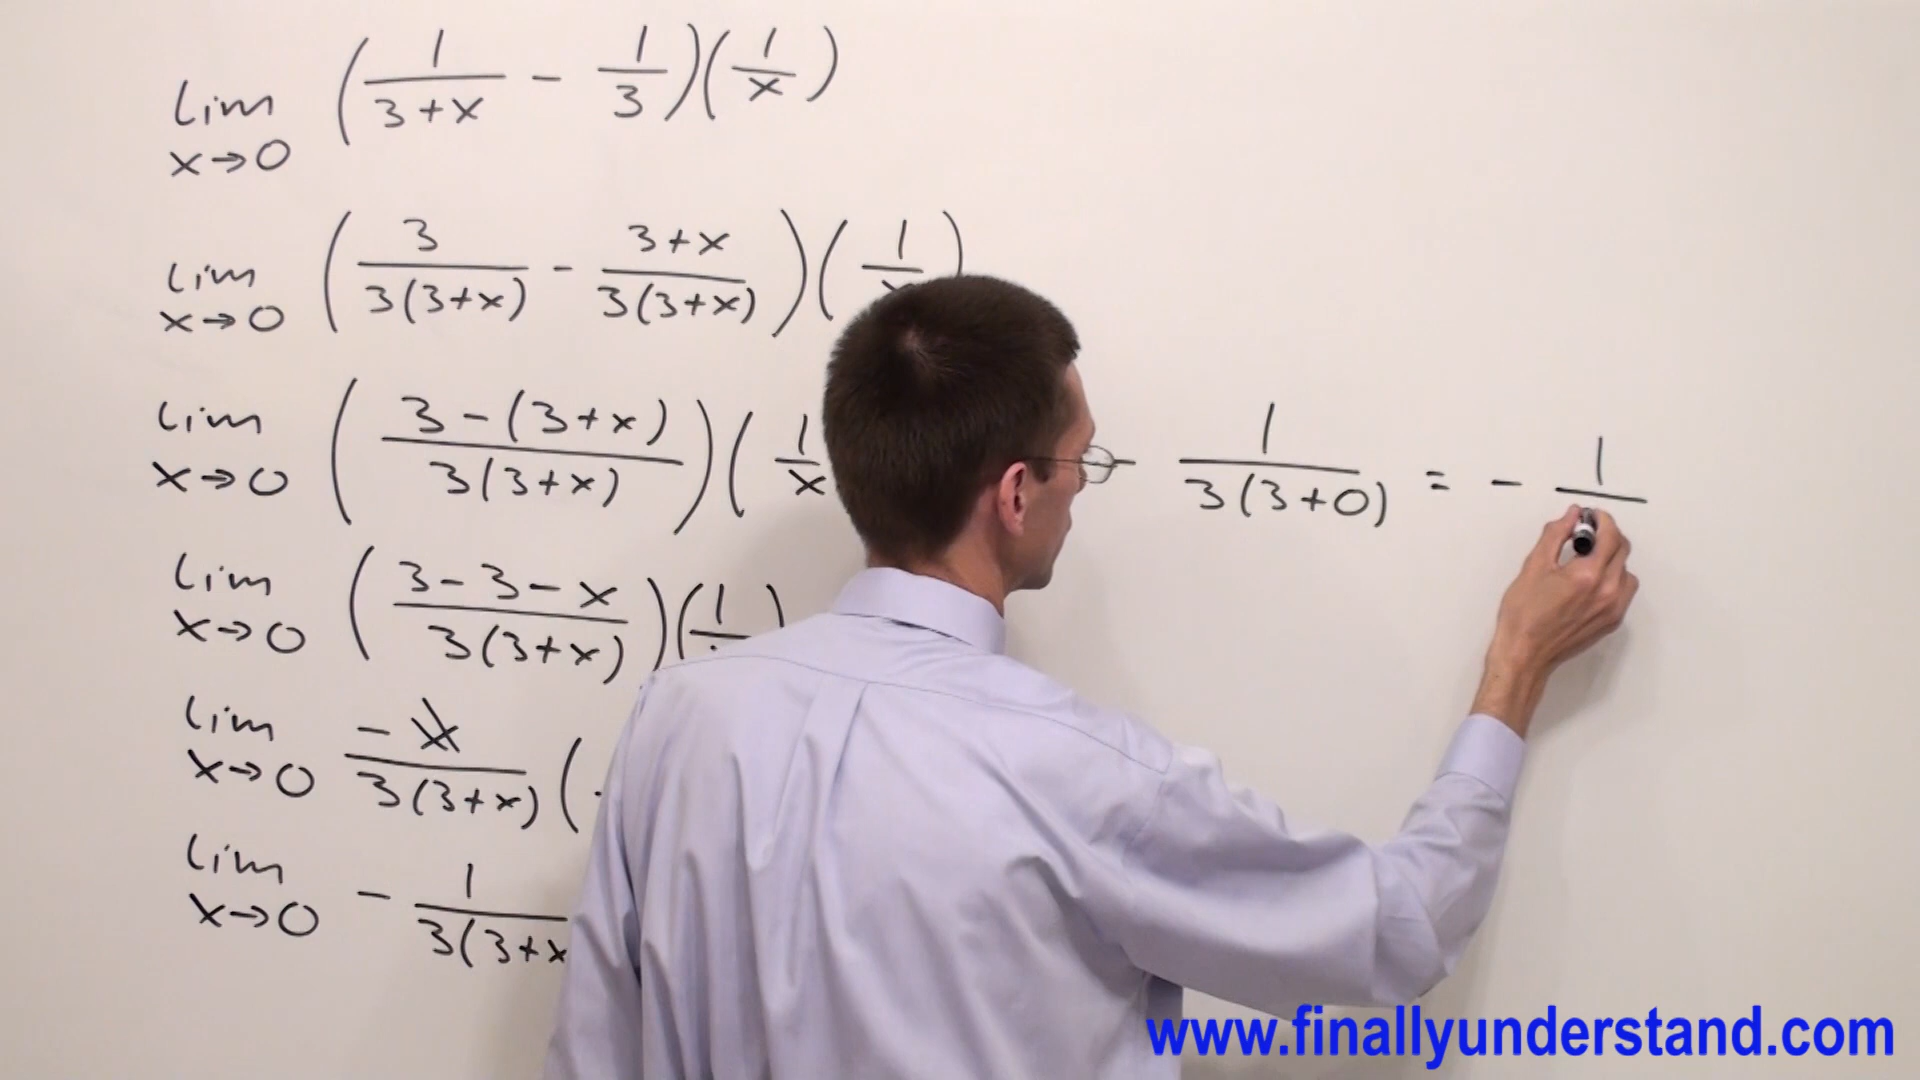 lim x→0 (1/(3+x) - 1/3)(1/x)
lim x→0 (3/(3(3+x)) - (3+x)/(3(3+x)))(1/x)
lim x→0 ((3-(3+x))/(3(3+x)))(1/x
lim x→0 ((3-3-x)/(3(3+x)))(1/
lim x→0 -x/(3(3+x)) (
lim x→0 - 1/(3(3+x
- 1/(3(3+0)) = - 1/
www.finallyunderstand.com